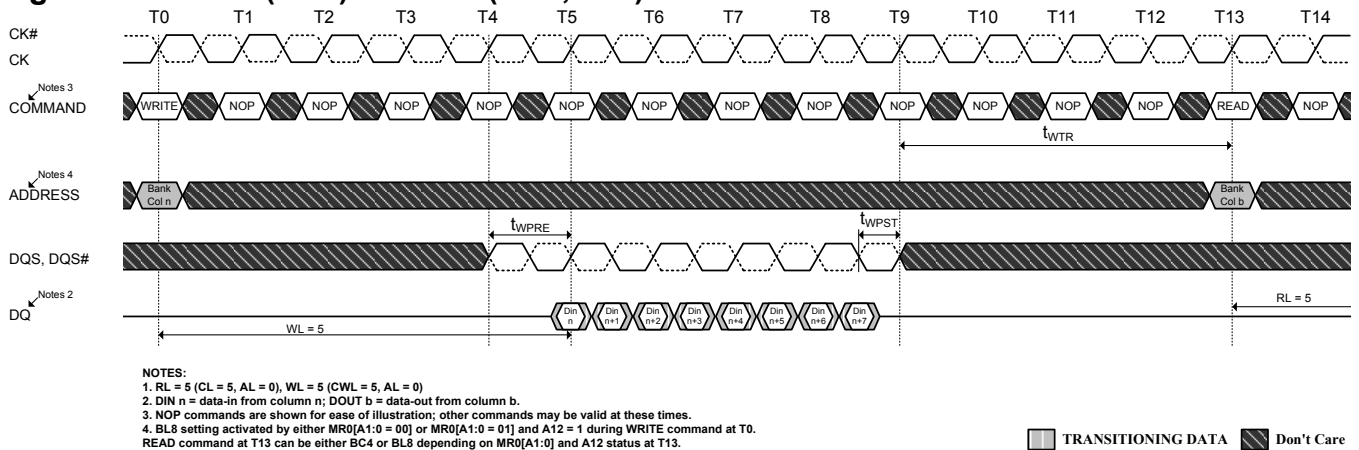 T0 T1 T2 T3 T4 T5 T6 T7 T8 T9 T10 T11 T12 T13 T14
CK#
CK
Notes 3
COMMAND
WRITE NOP NOP NOP NOP NOP NOP NOP NOP NOP NOP NOP NOP READ NOP
tWTR
Notes 4
ADDRESS
Bank Bank
Col n Col b
tWPRE tWPST
DQS, DQS#
Notes 2
DQ
Din Din Din Din Din Din Din Din
n n+1 n+2 n+3 n+4 n+5 n+6 n+7
RL = 5
WL = 5
NOTES:
1. RL = 5 (CL = 5, AL = 0), WL = 5 (CWL = 5, AL = 0)
2. DIN n = data-in from column n; DOUT b = data-out from column b.
3. NOP commands are shown for ease of illustration; other commands may be valid at these times.
4. BL8 setting activated by either MR0[A1:0 = 00] or MR0[A1:0 = 01] and A12 = 1 during WRITE command at T0.
READ command at T13 can be either BC4 or BL8 depending on MR0[A1:0] and A12 status at T13.
TRANSITIONING DATA Don't Care